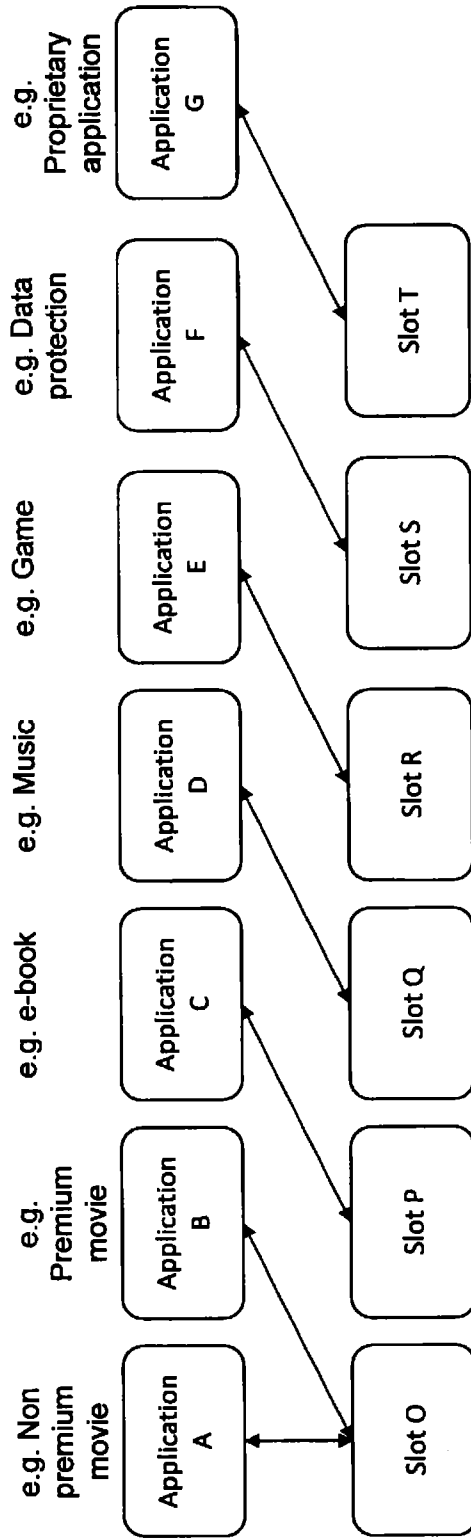 e.g. Non
premium
movie
e.g.
Premium
movie
e.g. e-book
e.g. Music
e.g. Game
e.g. Data
protection
e.g.
Proprietary
application
Application
A
Application
B
Application
C
Application
D
Application
E
Application
F
Application
G
Slot O
Slot P
Slot Q
Slot R
Slot S
Slot T